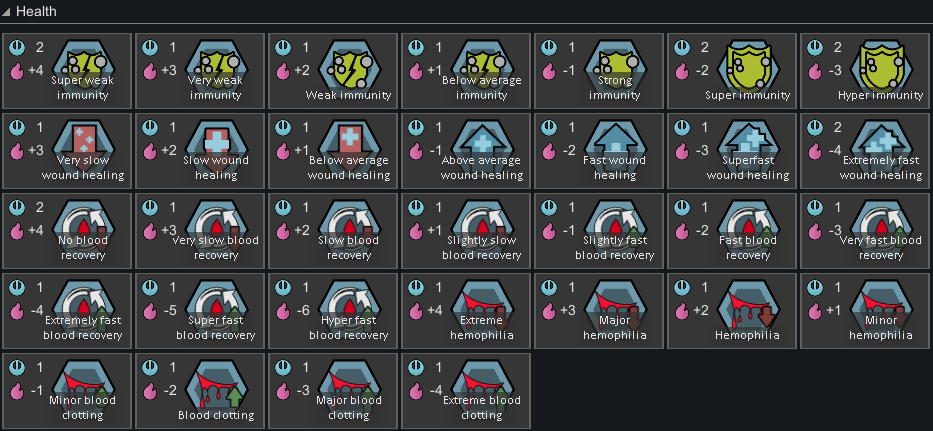 Health
2 1 1 1 1 2 2
+4 +3 +2 +1 -1 -2 -3
Super weak Very weak Weak immunity Below average Strong Super immunity Hyper immunity
immunity immunity immunity immunity
1 1 1 1 1 1 2
+3 +2 +1 -1 -2 -3 -4
Very slow Slow wound Below average Above average Fast wound Superfast Extremely fast
wound healing healing wound healing wound healing healing wound healing wound healing
2 1 1 1 1 1 1
+4 +3 +2 +1 -1 -2 -3
No blood Very slow blood Slow blood Slightly slow Slightly fast Fast blood Very fast blood
recovery recovery recovery blood recovery blood recovery recovery recovery
1 1 1 1 1 1 1
-4 -5 -6 +4 +3 +2 +1
Extremely fast Super fast Hyper fast Extreme Major Hemophilia Minor
blood recovery blood recovery blood recovery hemophilia hemophilia hemophilia
1 1 1 1
-1 -2 -3 -4
Minor blood Blood clotting Major blood Extreme blood
clotting clotting clotting